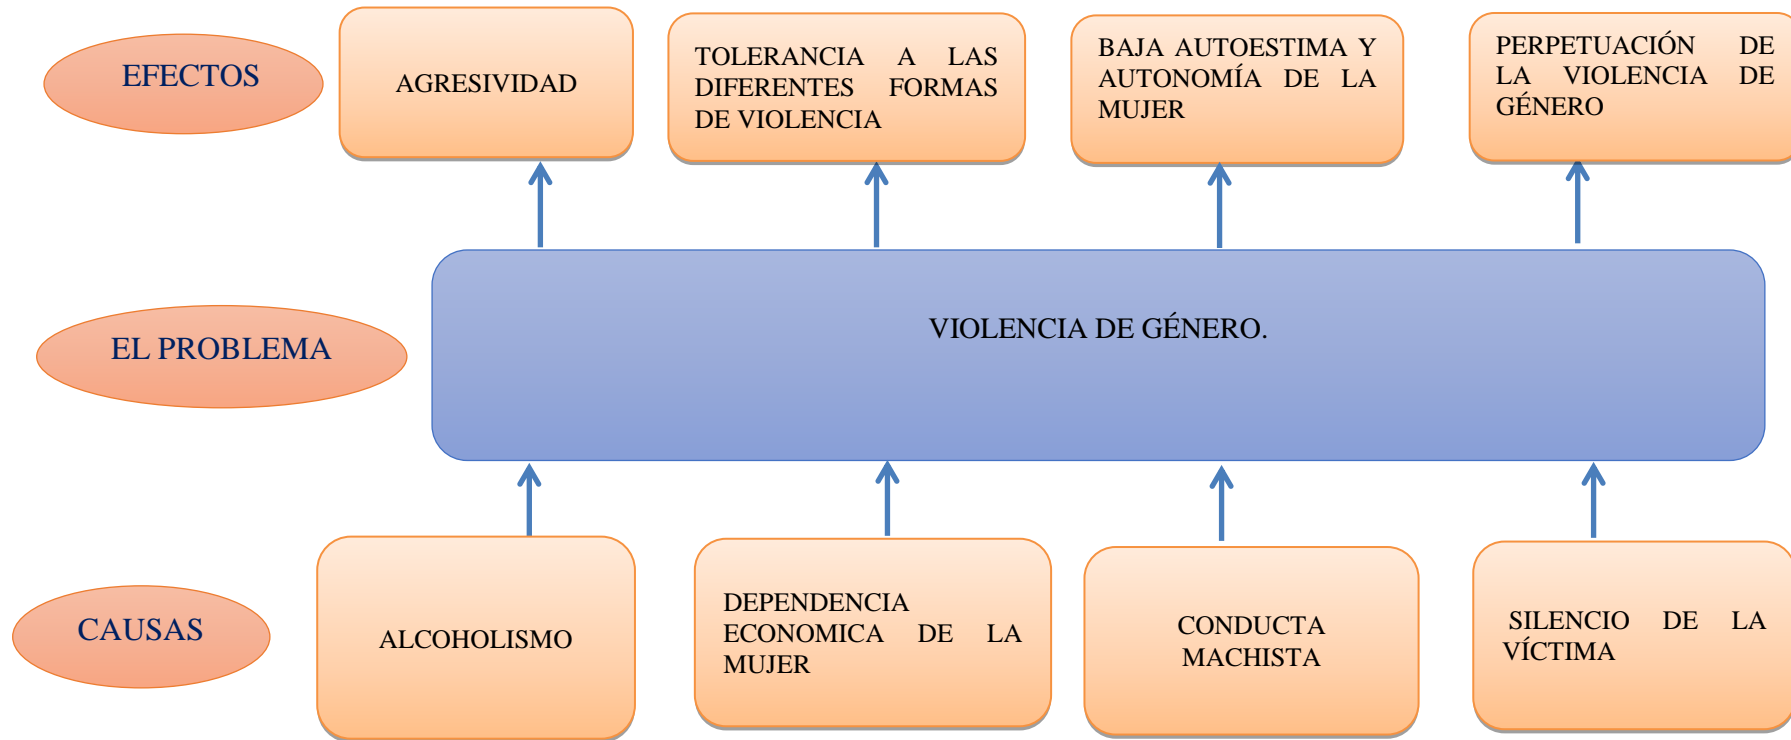 EFECTOS
AGRESIVIDAD
TOLERANCIA A LAS
DIFERENTES FORMAS
DE VIOLENCIA
BAJA AUTOESTIMA Y
AUTONOMÍA DE LA
MUJER
PERPETUACIÓN DE
LA VIOLENCIA DE
GÉNERO
EL PROBLEMA
VIOLENCIA DE GÉNERO.
CAUSAS
ALCOHOLISMO
DEPENDENCIA
ECONOMICA DE LA
MUJER
CONDUCTA
MACHISTA
SILENCIO DE LA
VÍCTIMA